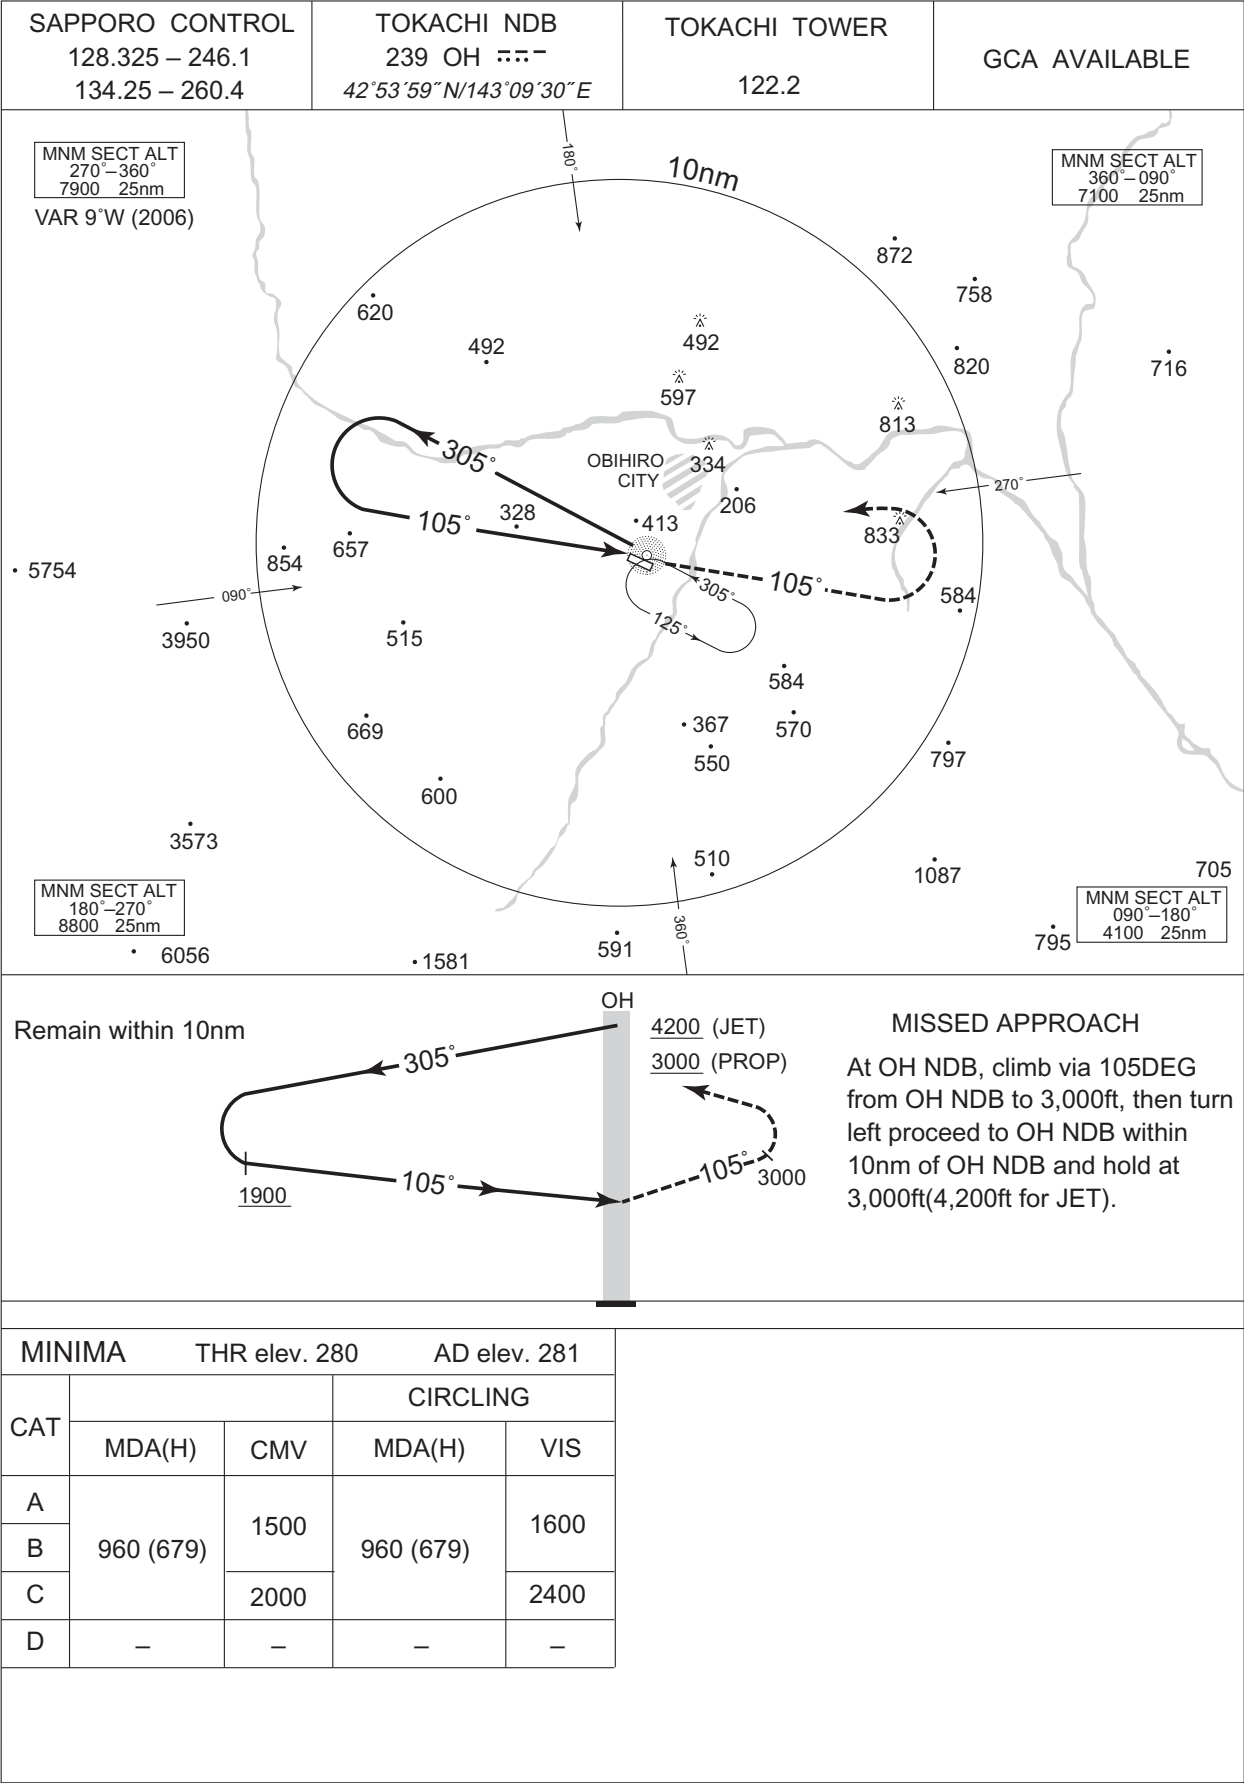 SAPPORO CONTROL
128.325 – 246.1
134.25 – 260.4
TOKACHI NDB
239 OH
42˚53´59˝N/143˚09´30˝E
TOKACHI TOWER
122.2
GCA AVAILABLE
MNM SECT ALT
270˚–360˚
7900 25nm
VAR 9˚W (2006)
180˚
10nm
MNM SECT ALT
360˚–090˚
7100 25nm
872
758
620
492
492
820
716
597
813
305˚
OBIHIRO
CITY
334
270˚
206
328
105˚
413
833
657
854
5754
105˚
090˚
305˚
584
125˚
3950
515
584
669
367
570
550
797
600
3573
510
1087
705
MNM SECT ALT
180˚–270˚
8800 25nm
MNM SECT ALT
090˚–180˚
4100 25nm
360˚
591
795
6056
1581
Remain within 10nm
OH
4200 (JET)
3000 (PROP)
305˚
105˚
1900
105˚
3000
MISSED APPROACH
At OH NDB, climb via 105DEG
from OH NDB to 3,000ft, then turn
left proceed to OH NDB within
10nm of OH NDB and hold at
3,000ft(4,200ft for JET).
MINIMA THR elev. 280 AD elev. 281
CAT
CIRCLING
MDA(H) CMV MDA(H) VIS
A
B
C
D
960 (679)
1500
2000
960 (679)
1600
2400
– – – –